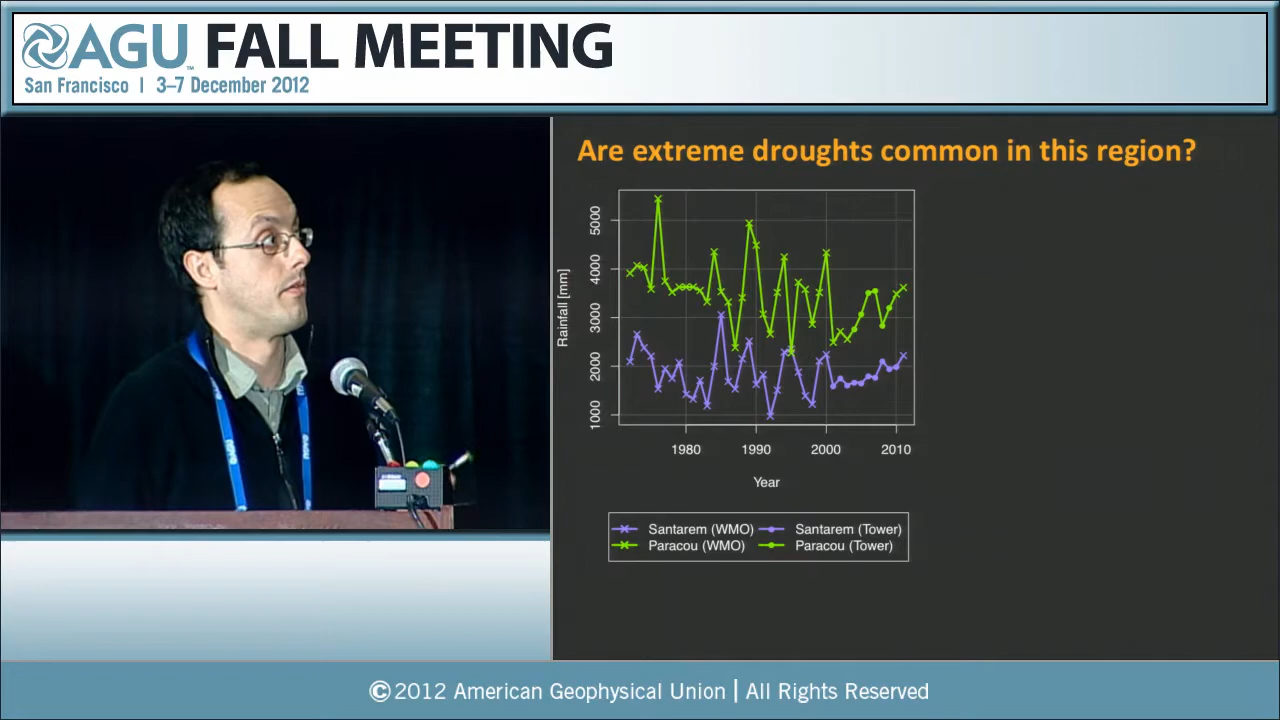 AGU™ FALL MEETING
San Francisco | 3–7 December 2012
Are extreme droughts common in this region?
5000
4000
3000
2000
1000
Rainfall [mm]
1980 1990 2000 2010
Year
Santarem (WMO) Santarem (Tower)
Paracou (WMO) Paracou (Tower)
©2012 American Geophysical Union | All Rights Reserved